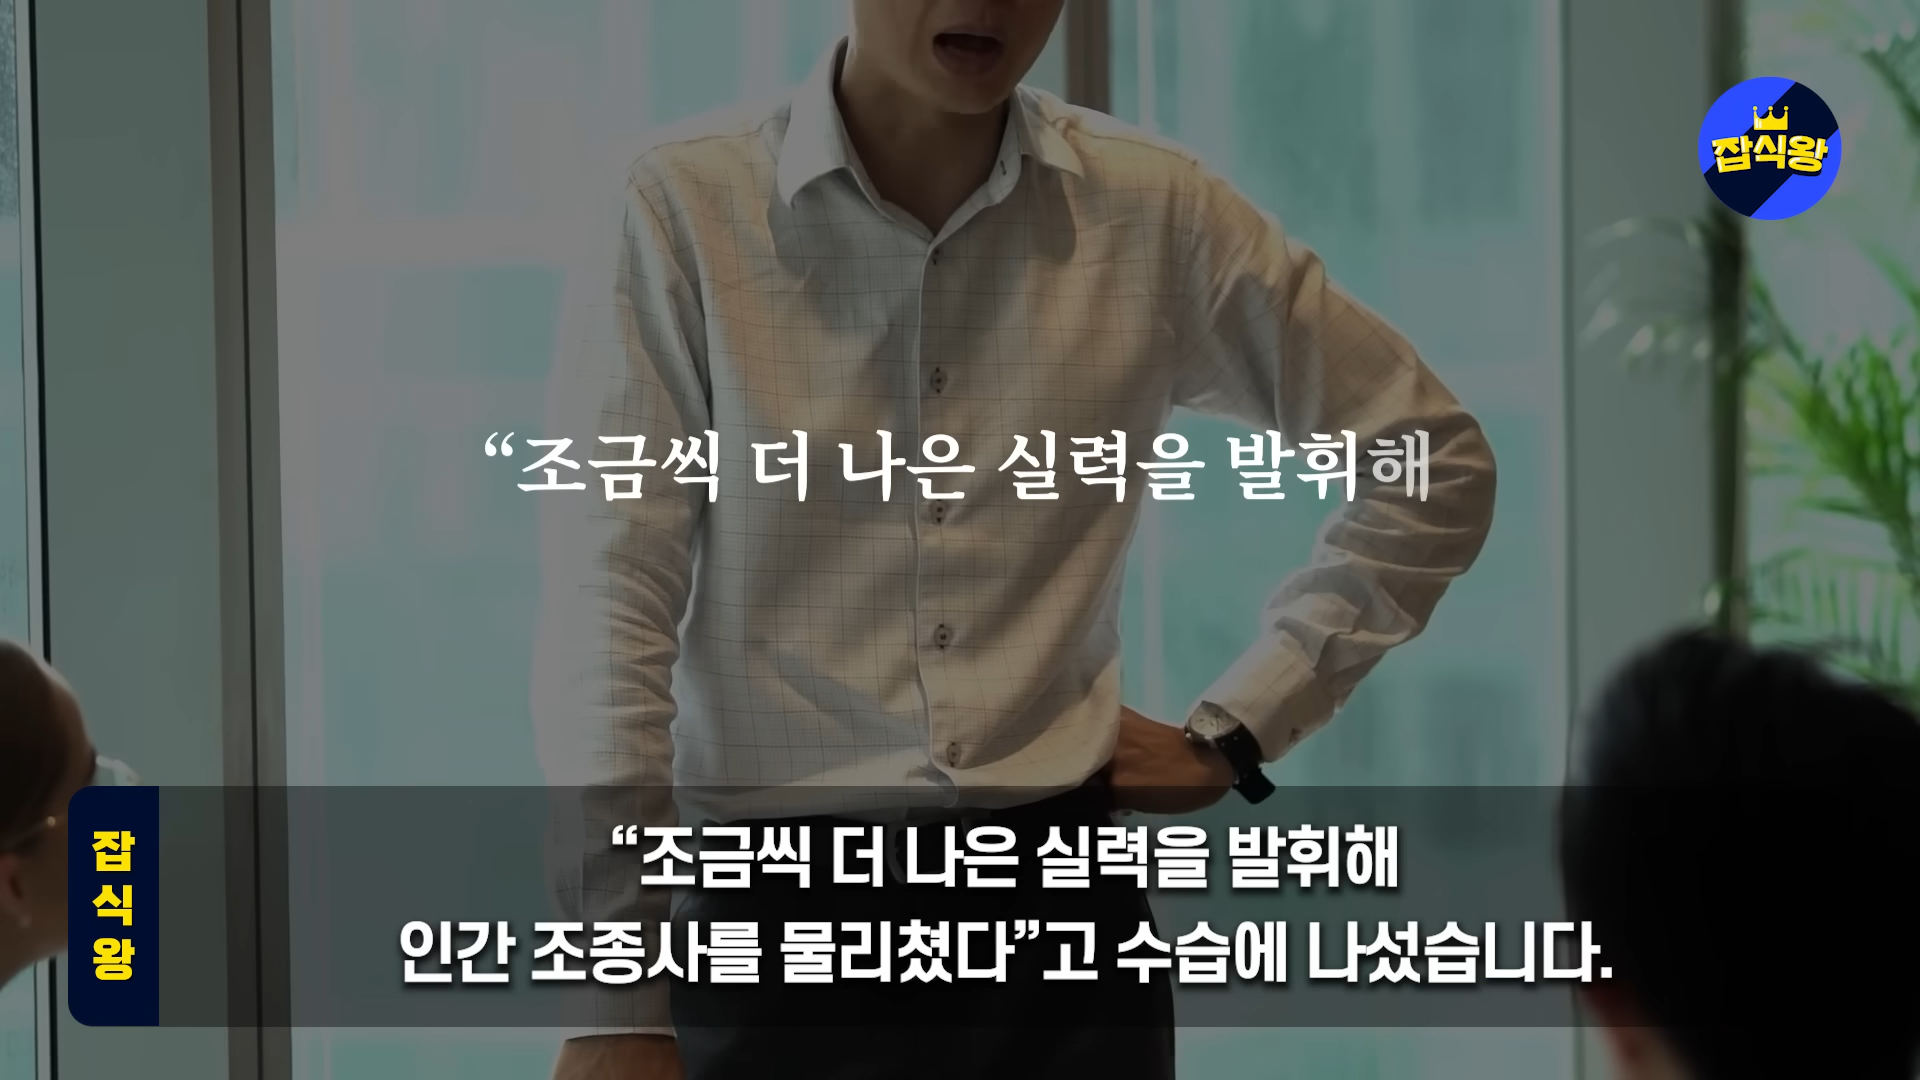 잡식왕
“조금씩 더 나은 실력을 발휘해
잡식왕
“조금씩 더 나은 실력을 발휘해
인간 조종사를 물리쳤다”고 수습에 나섰습니다.